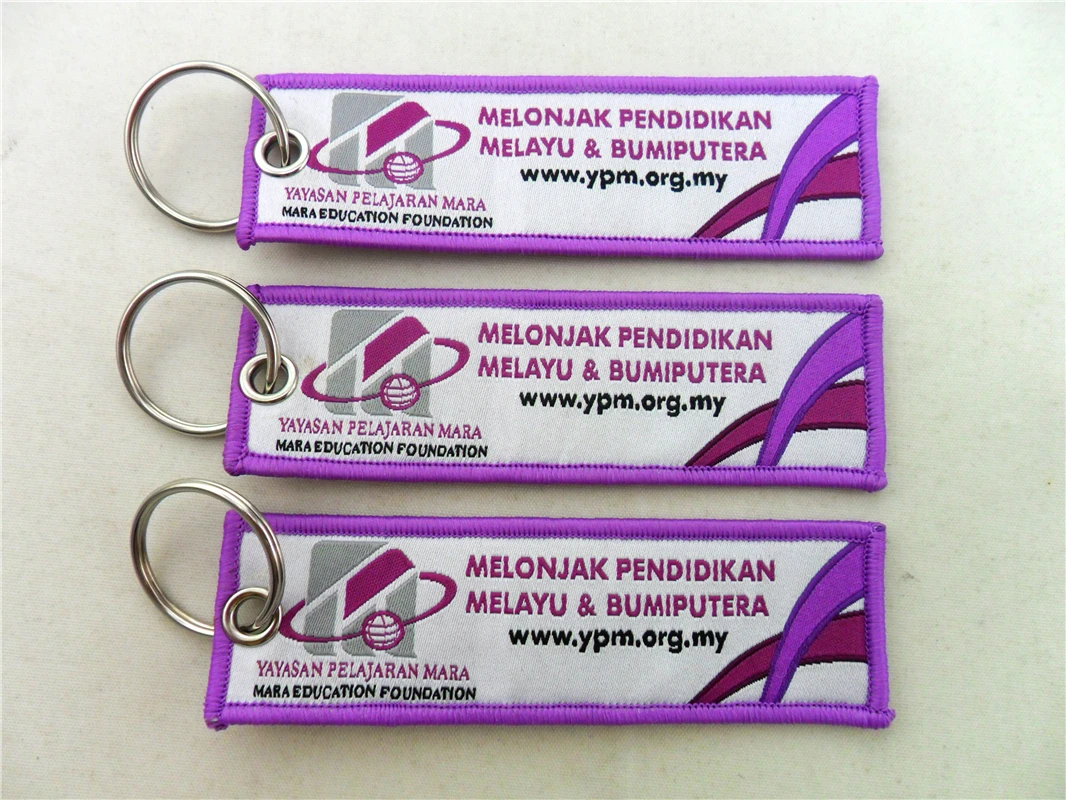 MELONJAK PENDIDIKAN
MELAYU & BUMIPUTERA
www.ypm.org.my
YAYASAN PELAJARAN MARA
MARA EDUCATION FOUNDATION
MELONJAK PENDIDIKAN
MELAYU & BUMIPUTERA
www.ypm.org.my
YAYASAN PELAJARAN MARA
MARA EDUCATION FOUNDATION
MELONJAK PENDIDIKAN
MELAYU & BUMIPUTERA
www.ypm.org.my
YAYASAN PELAJARAN MARA
MARA EDUCATION FOUNDATION